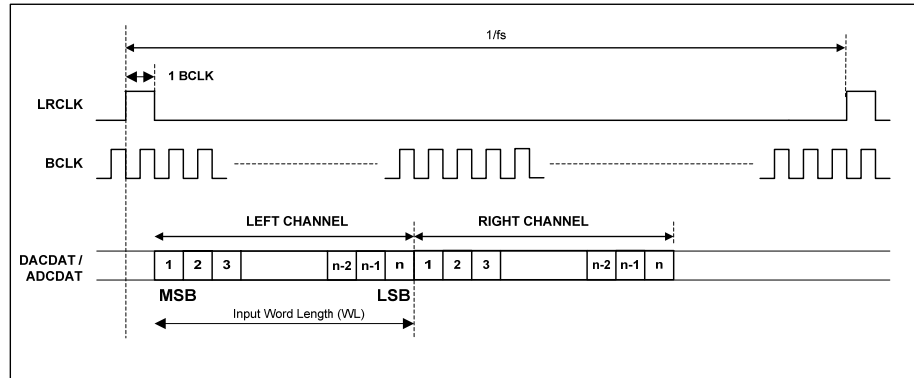 1/fs
1 BCLK
LRCLK
BCLK
LEFT CHANNEL
RIGHT CHANNEL
DACDAT /
ADCDAT
1 2 3 n-2 n-1 n 1 2 3 n-2 n-1 n
MSB LSB
Input Word Length (WL)